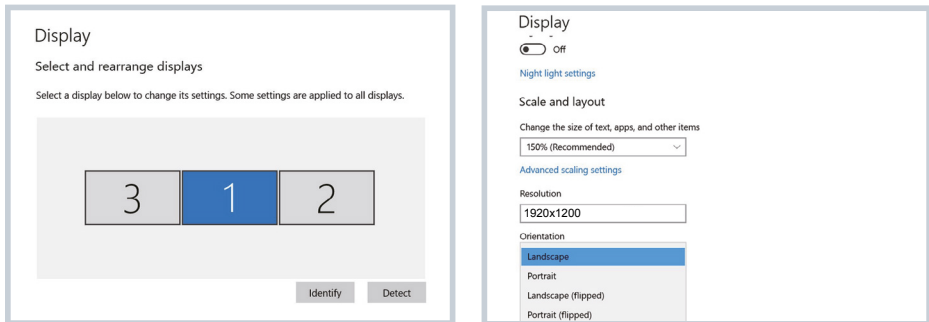 Display
Select and rearrange displays
Select a display below to change its settings. Some settings are applied to all displays.
3 1 2
Identify Detect
Display
Off
Night light settings
Scale and layout
Change the size of text, apps, and other items
150% (Recommended)
Advanced scaling settings
Resolution
1920x1200
Orientation
Landscape
Portrait
Landscape (flipped)
Portrait (flipped)